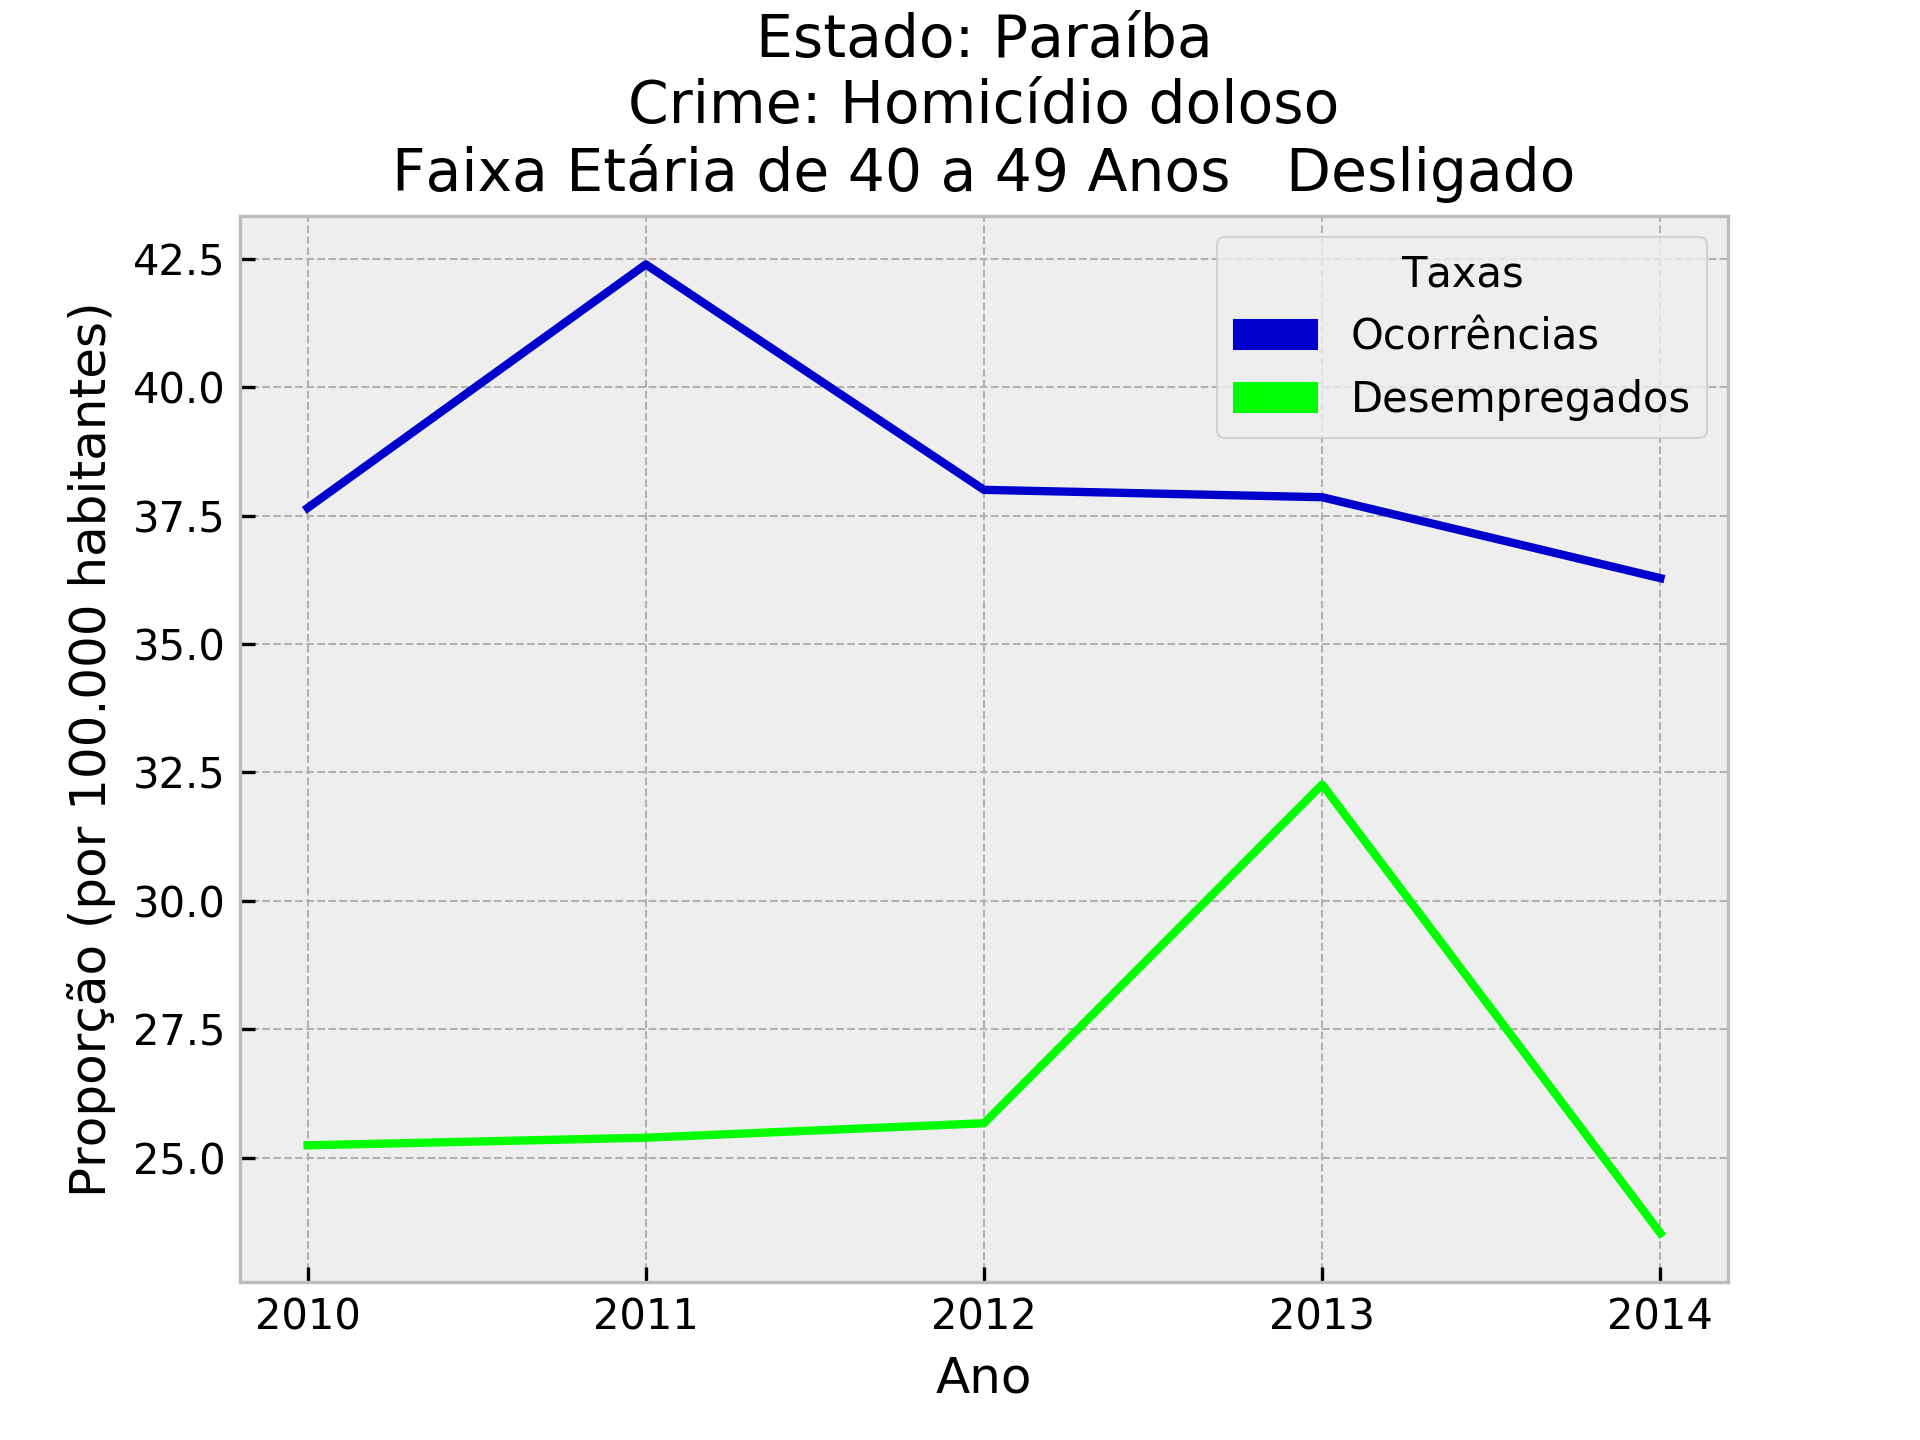 Estado: Paraíba
Crime: Homicídio doloso
Faixa Etária de 40 a 49 Anos   Desligado
Taxas
Ocorrências
Desempregados
Proporção (por 100.000 habitantes)
42.5
40.0
37.5
35.0
32.5
30.0
27.5
25.0
2010 2011 2012 2013 2014
Ano